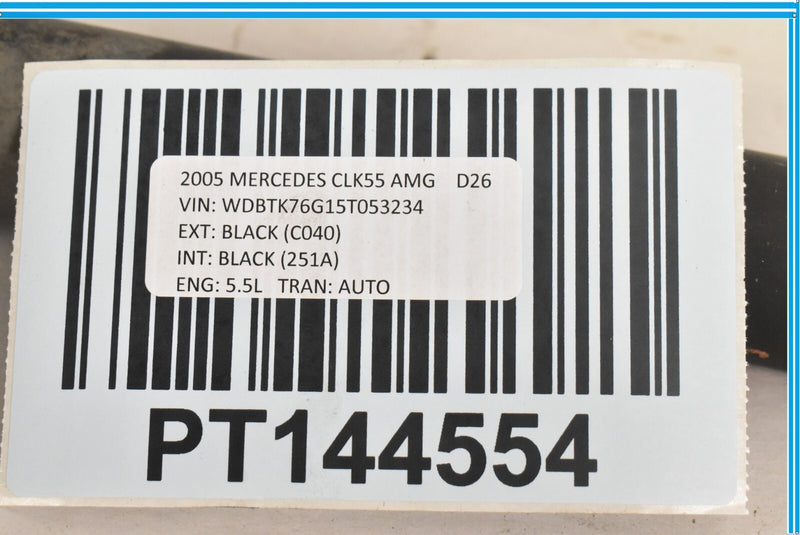 2005 MERCEDES CLK55 AMG D26
VIN: WDBTK76G15T053234
EXT: BLACK (C040)
INT: BLACK (251A)
ENG: 5.5L TRAN: AUTO
PT144554